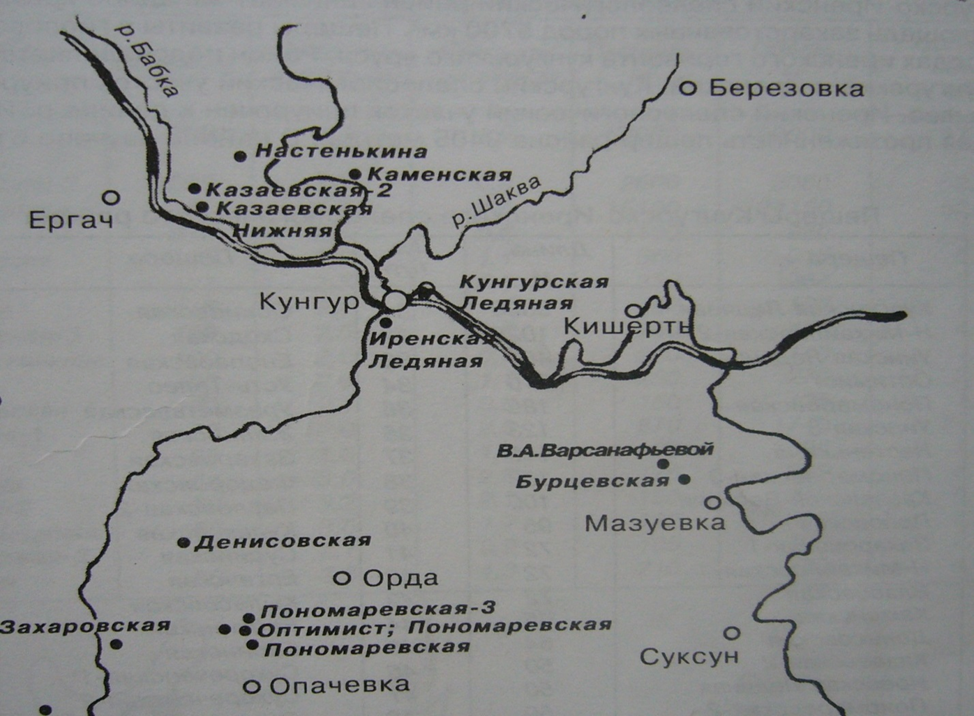 р.Бабка
Березовка
Настенькина
Каменская
Казаевская-2
Казаевская
Нижняя
Ергач
р.Шаква
Кунгурская
Ледяная
Кунгур
Кишерть
Иренская
Ледяная
В.А.Варсанафьевой
Бурцевская
Мазуевка
Денисовская
Орда
Пономаревская-3
Оптимист; Пономаревская
Пономаревская
Захаровская
Суксун
Опачевка